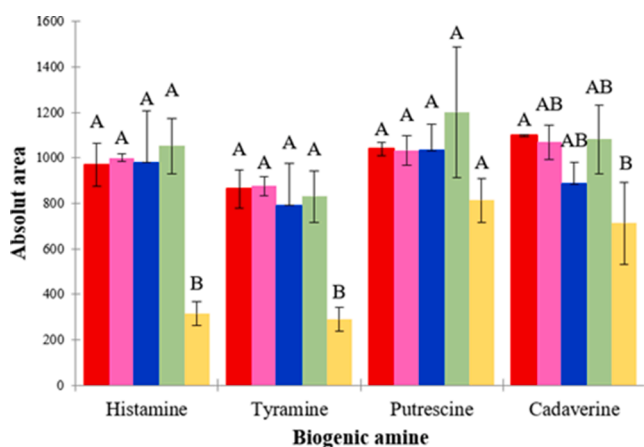 1600
1400
1200
1000
800
600
400
200
0
Absolut area
A A A A B
A A A A B
A A A A A
A AB AB AB B
Histamine Tyramine Putrescine Cadaverine
Biogenic amine